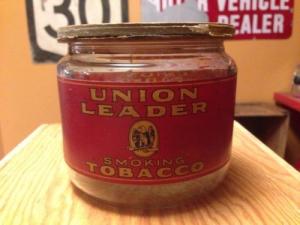 30
VEHICLE
DEALER
UNION
LEADER
SMOKING
TOBACCO